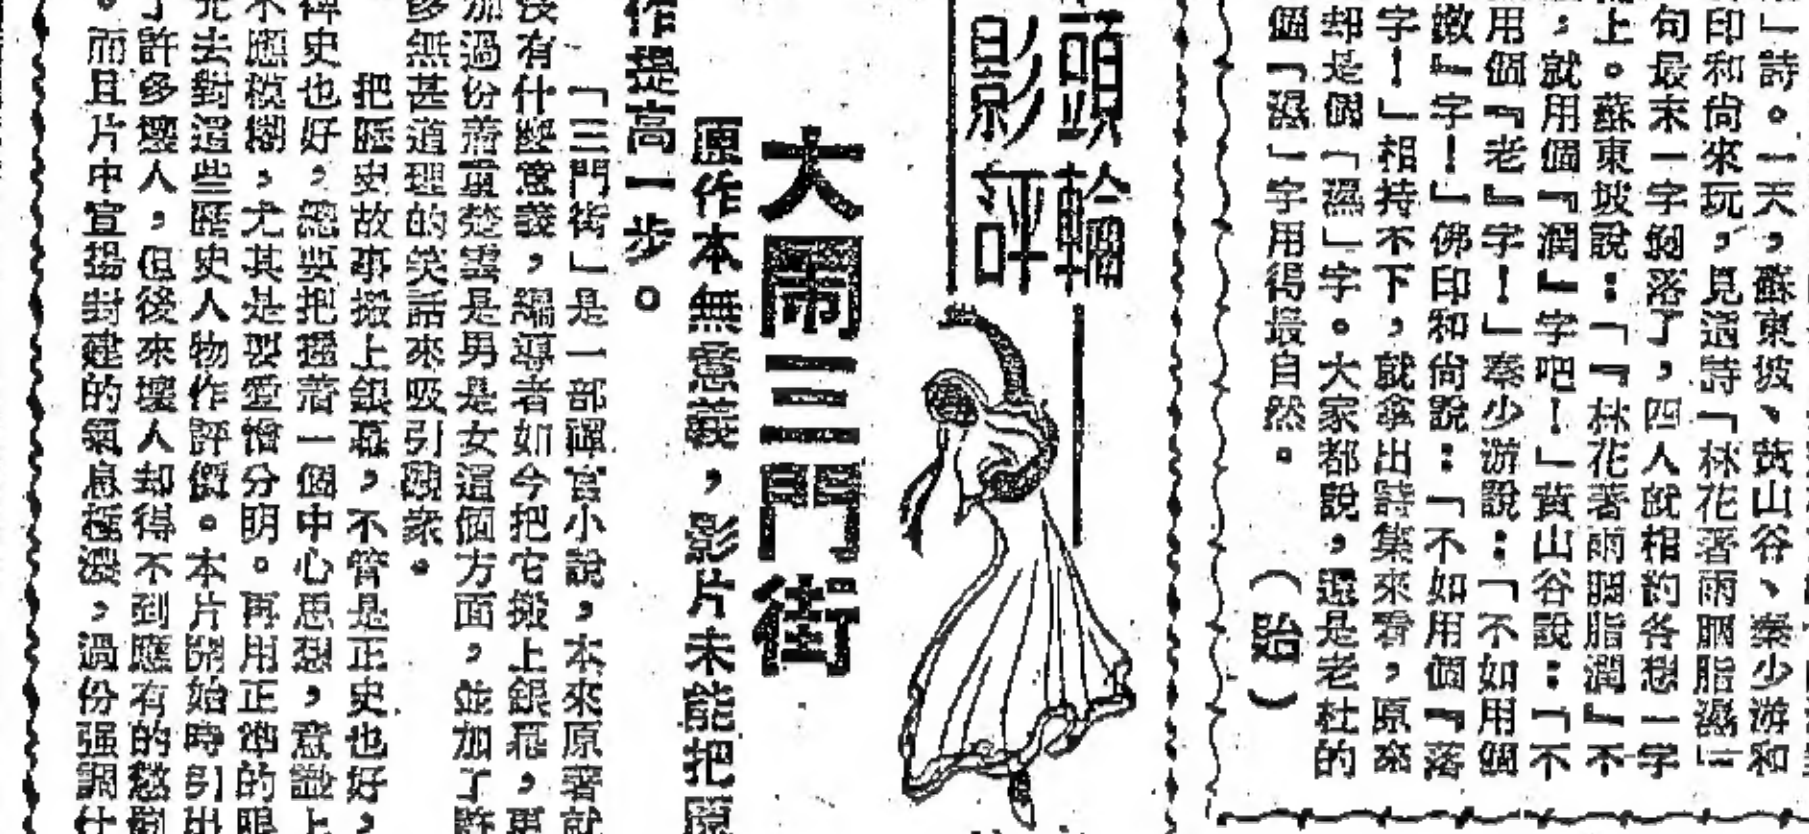 」詩。一天，蘇東坡、黃山谷、秦少游和
印和尚來玩，見這詩「林花著雨胭脂濕」
句最末一字剝落了，四人就相約各想一字
上。蘇東坡說：「『林花著雨胭脂潤』不
，就用個『潤』字吧！」黃山谷說：「不
用個『老』字！」秦少游說：「不如用個
嫩』字！」佛印和尚說：「不如用個『落
字！」相持不下，就拿出詩集來看，原來
却是個「濕」字。大家都說，還是老杜的
個「濕」字用得最自然。 （貽）
頭輪
影評
大鬧三門街
原作本無意義，影片未能把原
作提高一步。
「三門街」是一部裨官小說，本來原著就
沒有什麼意義，編導者如今把它搬上銀幕，更
加過份着重楚雲是男是女這個方面，並加了許
多無甚道理的笑話來吸引觀衆。
把歷史故事搬上銀幕，不管是正史也好，
裨史也好，總要把握着一個中心思想，意識上
不應模糊，尤其是要愛憎分明。再用正確的眼
光去對這些歷史人物作評價。本片開始時引出
了許多壞人，但後來壞人却得不到應有的懲罰
。而且片中宣揚封建的氣息極濃，過份强調仕